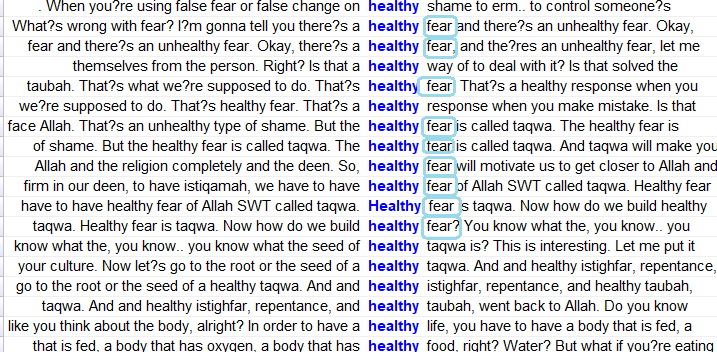 . When you?re using false fear or false change on healthy shame to erm.. to control someone?s
What?s wrong with fear? I?m gonna tell you there?s a healthy fear and there?s an unhealthy fear. Okay,
fear and there?s an unhealthy fear. Okay, there?s a healthy fear, and the?res an unhealthy fear, let me
themselves from the person. Right? Is that a healthy way of to deal with it? Is that solved the
taubah. That?s what we?re supposed to do. That?s healthy fear. That?s a healthy response when you
we?re supposed to do. That?s healthy fear. That?s a healthy response when you make mistake. Is that
face Allah. That?s an unhealthy type of shame. But the healthy fear is called taqwa. The healthy fear is
of shame. But the healthy fear is called taqwa. The healthy fear is called taqwa. And taqwa will make you
Allah and the religion completely and the deen. So, healthy fear will motivate us to get closer to Allah and
firm in our deen, to have istiqamah, we have to have healthy fear of Allah SWT called taqwa. Healthy fear
have to have healthy fear of Allah SWT called taqwa. Healthy fear is taqwa. Now how do we build healthy
taqwa. Healthy fear is taqwa. Now how do we build healthy fear? You know what the, you know.. you
know what the, you know.. you know what the seed of healthy taqwa is? This is interesting. Let me put it
your culture. Now let?s go to the root or the seed of a healthy taqwa. And and healthy istighfar, repentance,
go to the root or the seed of a healthy taqwa. And and healthy istighfar, repentance, and healthy taubah,
taqwa. And and healthy istighfar, repentance, and healthy taubah, went back to Allah. Do you know
like you think about the body, alright? In order to have a healthy life, you have to have a body that is fed, a
that is fed, a body that has oxygen, a body that has healthy food, right? Water? But what if you?re eating